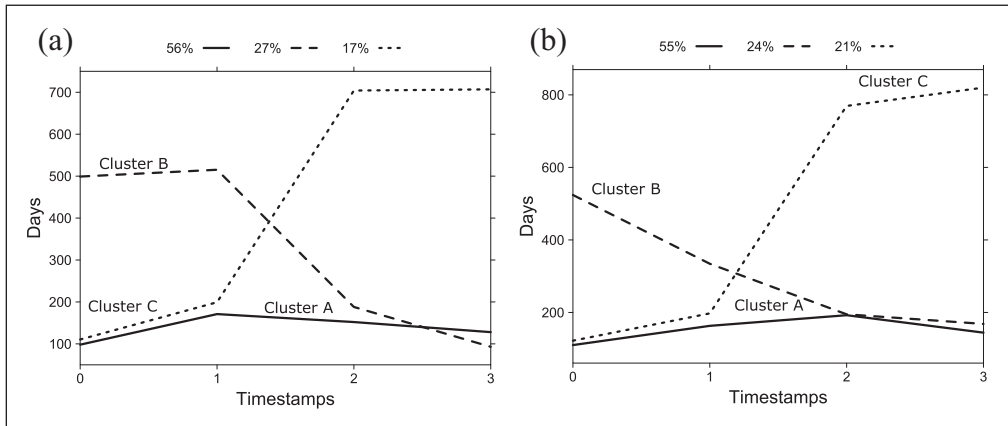 (a)
56% 27% 17%
700
600
500
400
300
200
100
Days
Cluster B
Cluster C
Cluster A
0 1 2 3
Timestamps
(b)
55% 24% 21%
800
600
400
200
Days
Cluster C
Cluster B
Cluster A
0 1 2 3
Timestamps